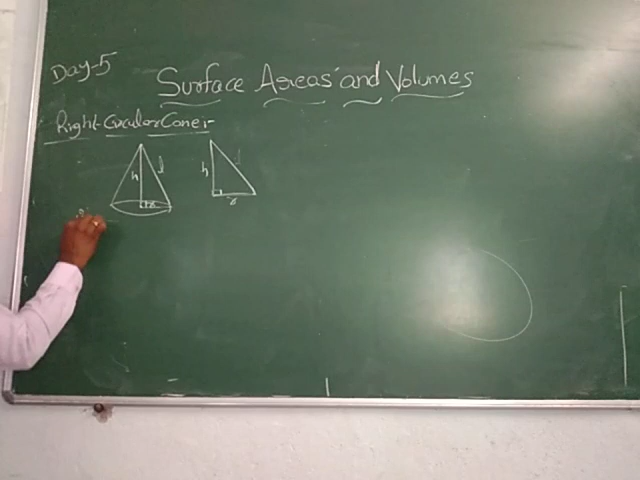 Day-5
Surface Areas and Volumes
Right Circular Cone:-
h l r
h l r